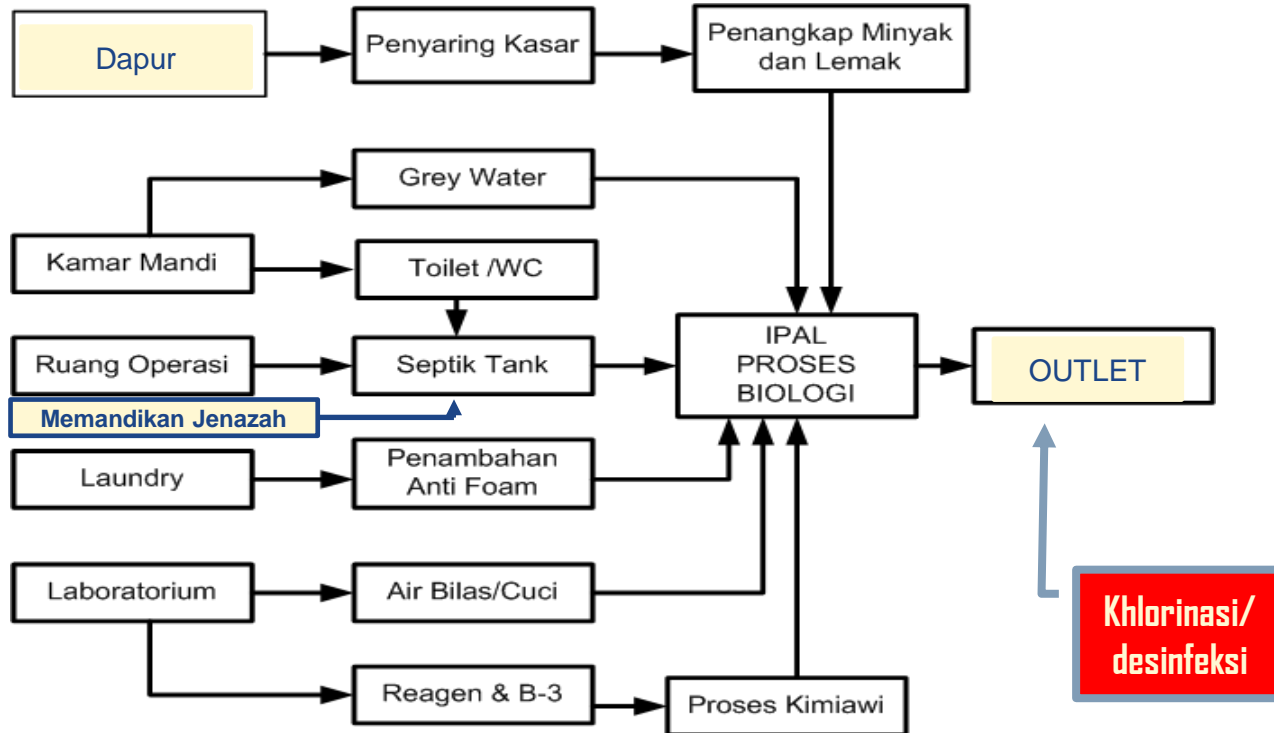 Dapur
Penyaring Kasar
Penangkap Minyak
dan Lemak
Grey Water
Kamar Mandi
Toilet /WC
Ruang Operasi
Septik Tank
IPAL
PROSES
BIOLOGI
OUTLET
Memandikan Jenazah
Laundry
Penambahan
Anti Foam
Laboratorium
Air Bilas/Cuci
Khlorinasi/
desinfeksi
Reagen & B-3
Proses Kimiawi